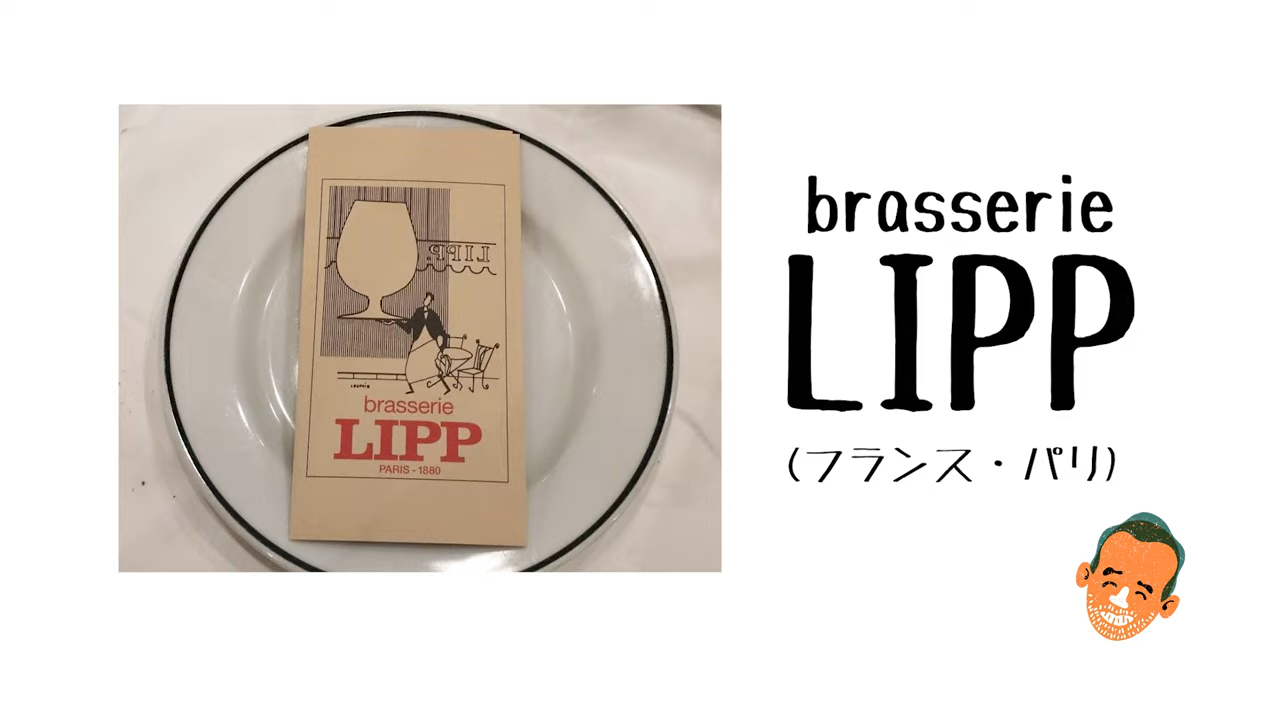 LIPP
brasserie
LIPP
PARIS - 1880
brasserie
LIPP
(フランス・パリ)